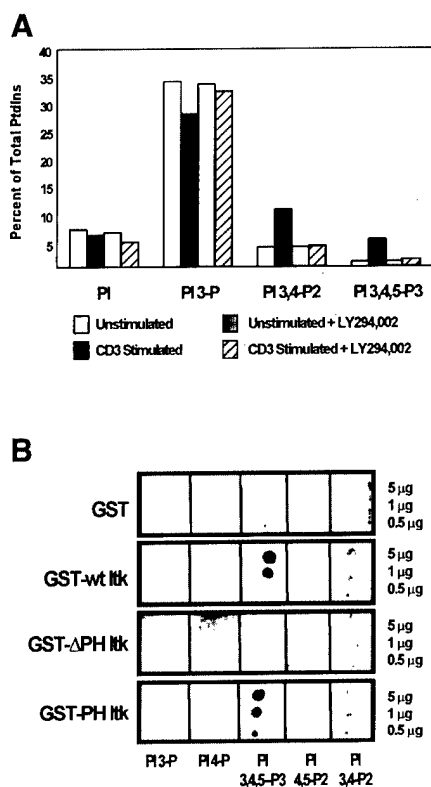 A
Percent of Total PtdIns
40
35
30
25
20
15
10
5
PI
PI 3-P
PI 3,4-P2
PI 3,4,5-P3
Unstimulated
Unstimulated + LY294,002
CD3 Stimulated
CD3 Stimulated + LY294,002
B
GST
5 µg
1 µg
0.5 µg
GST-wt Itk
5 µg
1 µg
0.5 µg
GST-ΔPH Itk
5 µg
1 µg
0.5 µg
GST-PH Itk
5 µg
1 µg
0.5 µg
PI 3-P
PI 4-P
PI
3,4,5-P3
PI
4,5-P2
PI
3,4-P2